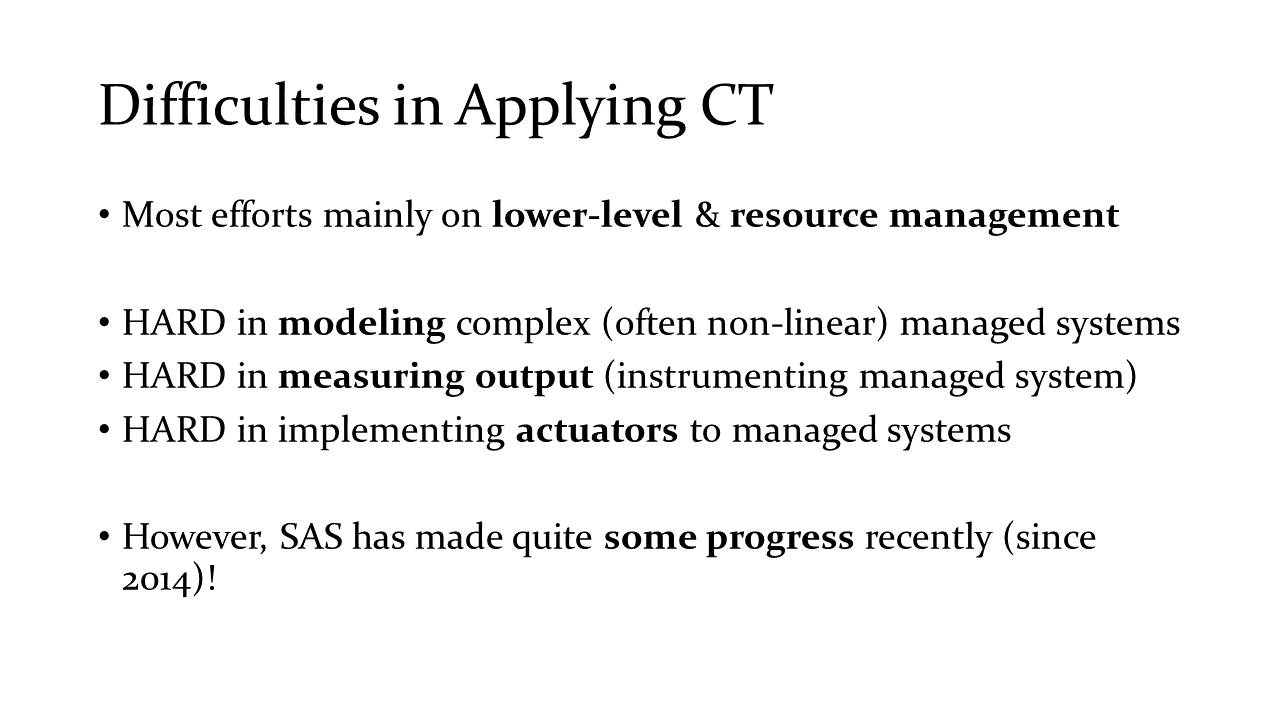 Difficulties in Applying CT
• Most efforts mainly on lower-level & resource management
• HARD in modeling complex (often non-linear) managed systems
• HARD in measuring output (instrumenting managed system)
• HARD in implementing actuators to managed systems
• However, SAS has made quite some progress recently (since
2014)!